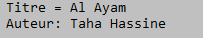 Titre = Al Ayam
Auteur: Taha Hassine